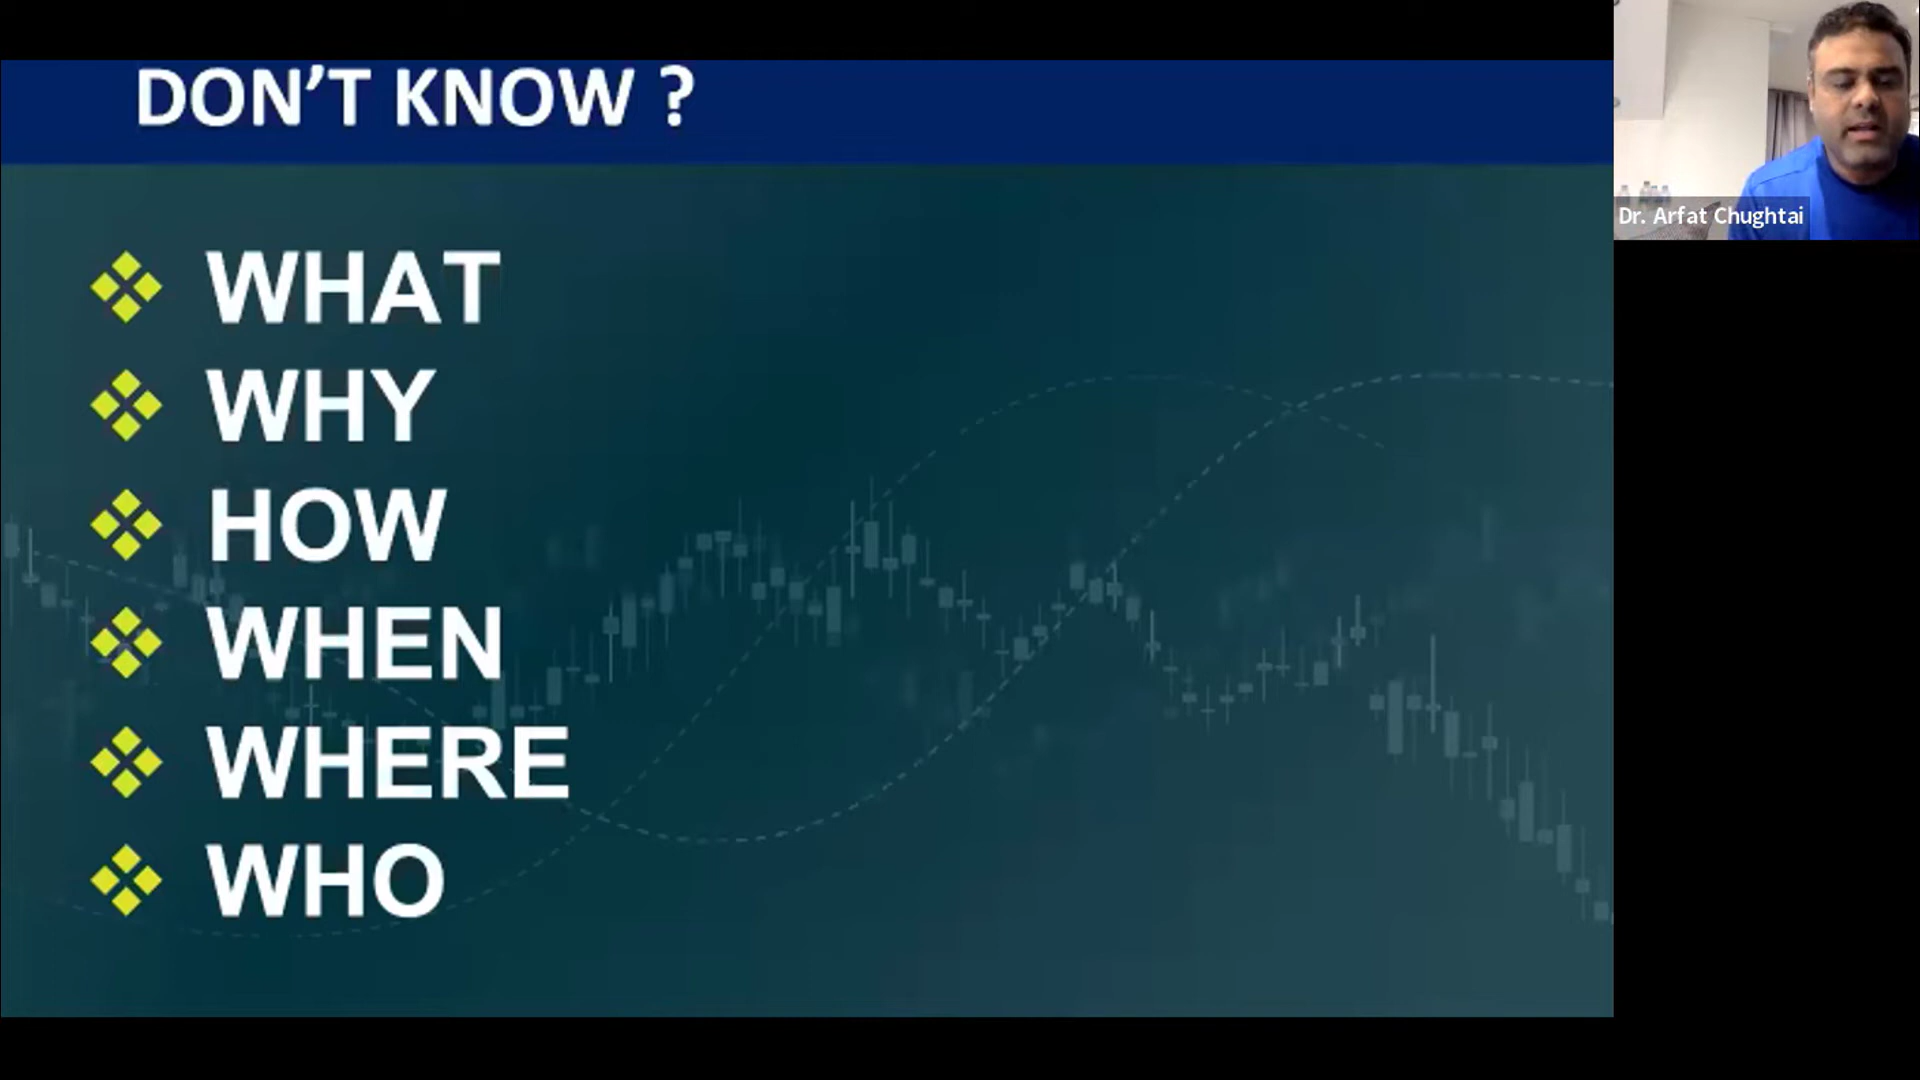 DON'T KNOW ?
WHAT
WHY
HOW
WHEN
WHERE
WHO
Dr. Arfat Chughtai